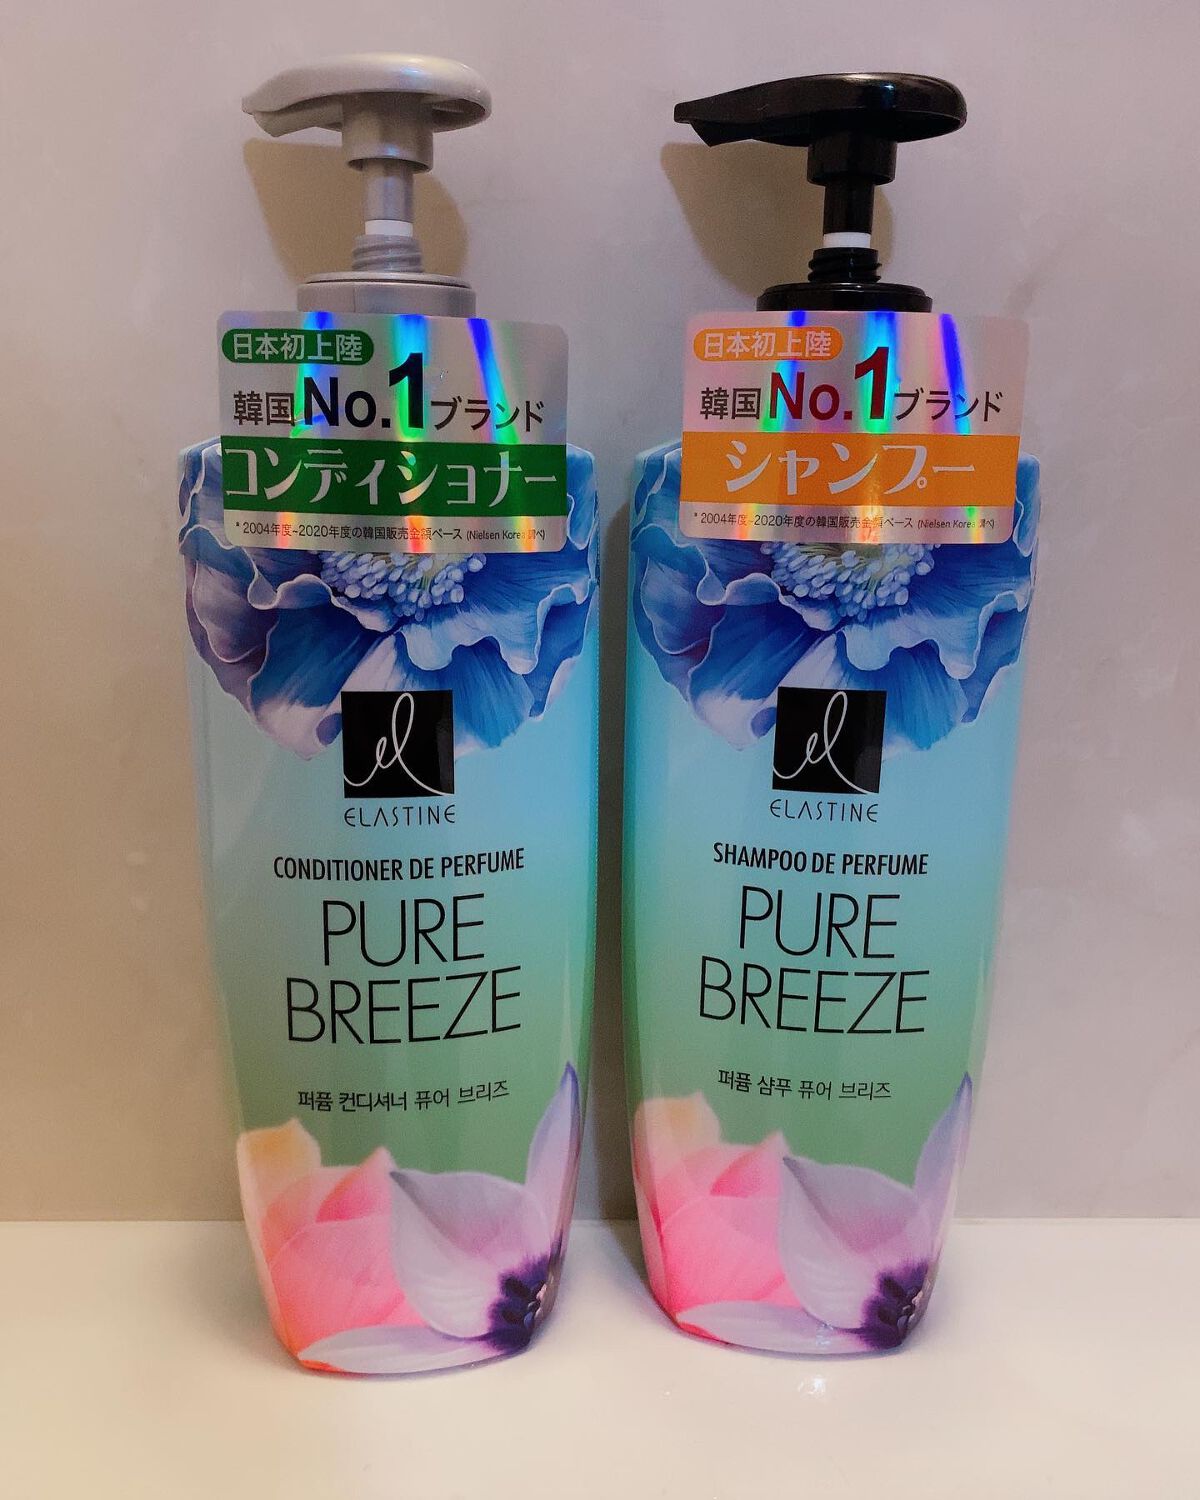 日本初上陸
韓国No.1ブランド
コンディショナー
*2004年度~2020年度の韓国販売金額ベース (Nielsen Korea 調べ)
el
ELASTINE
CONDITIONER DE PERFUME
PURE
BREEZE
퍼퓸 컨디셔너 퓨어 브리즈
日本初上陸
韓国No.1ブランド
シャンプー
*2004年度~2020年度の韓国販売金額ベース (Nielsen Korea 調べ)
el
ELASTINE
SHAMPOO DE PERFUME
PURE
BREEZE
퍼퓸 샴푸 퓨어 브리즈